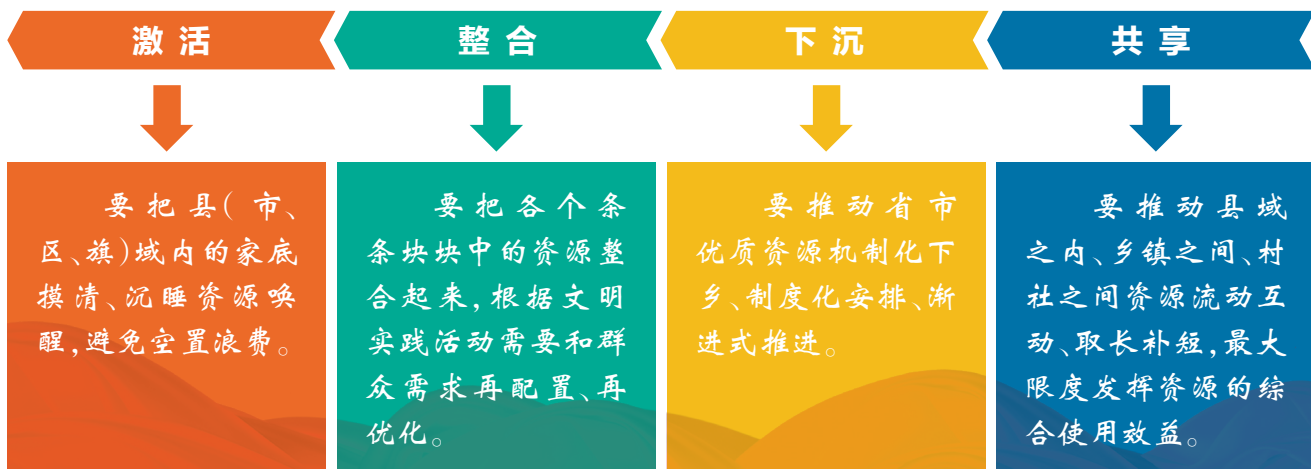 激活
整合
下沉
共享
要把县(市、
区、旗)域内的家底
摸清、沉睡资源唤
醒,避免空置浪费。
要把各个条
条块块中的资源整
合起来,根据文明
实践活动需要和群
众需求再配置、再
优化。
要推动省市
优质资源机制化下
乡、制度化安排、渐
进式推进。
要推动县域
之内、乡镇之间、村
社之间资源流动互
动、取长补短,最大
限度发挥资源的综
合使用效益。